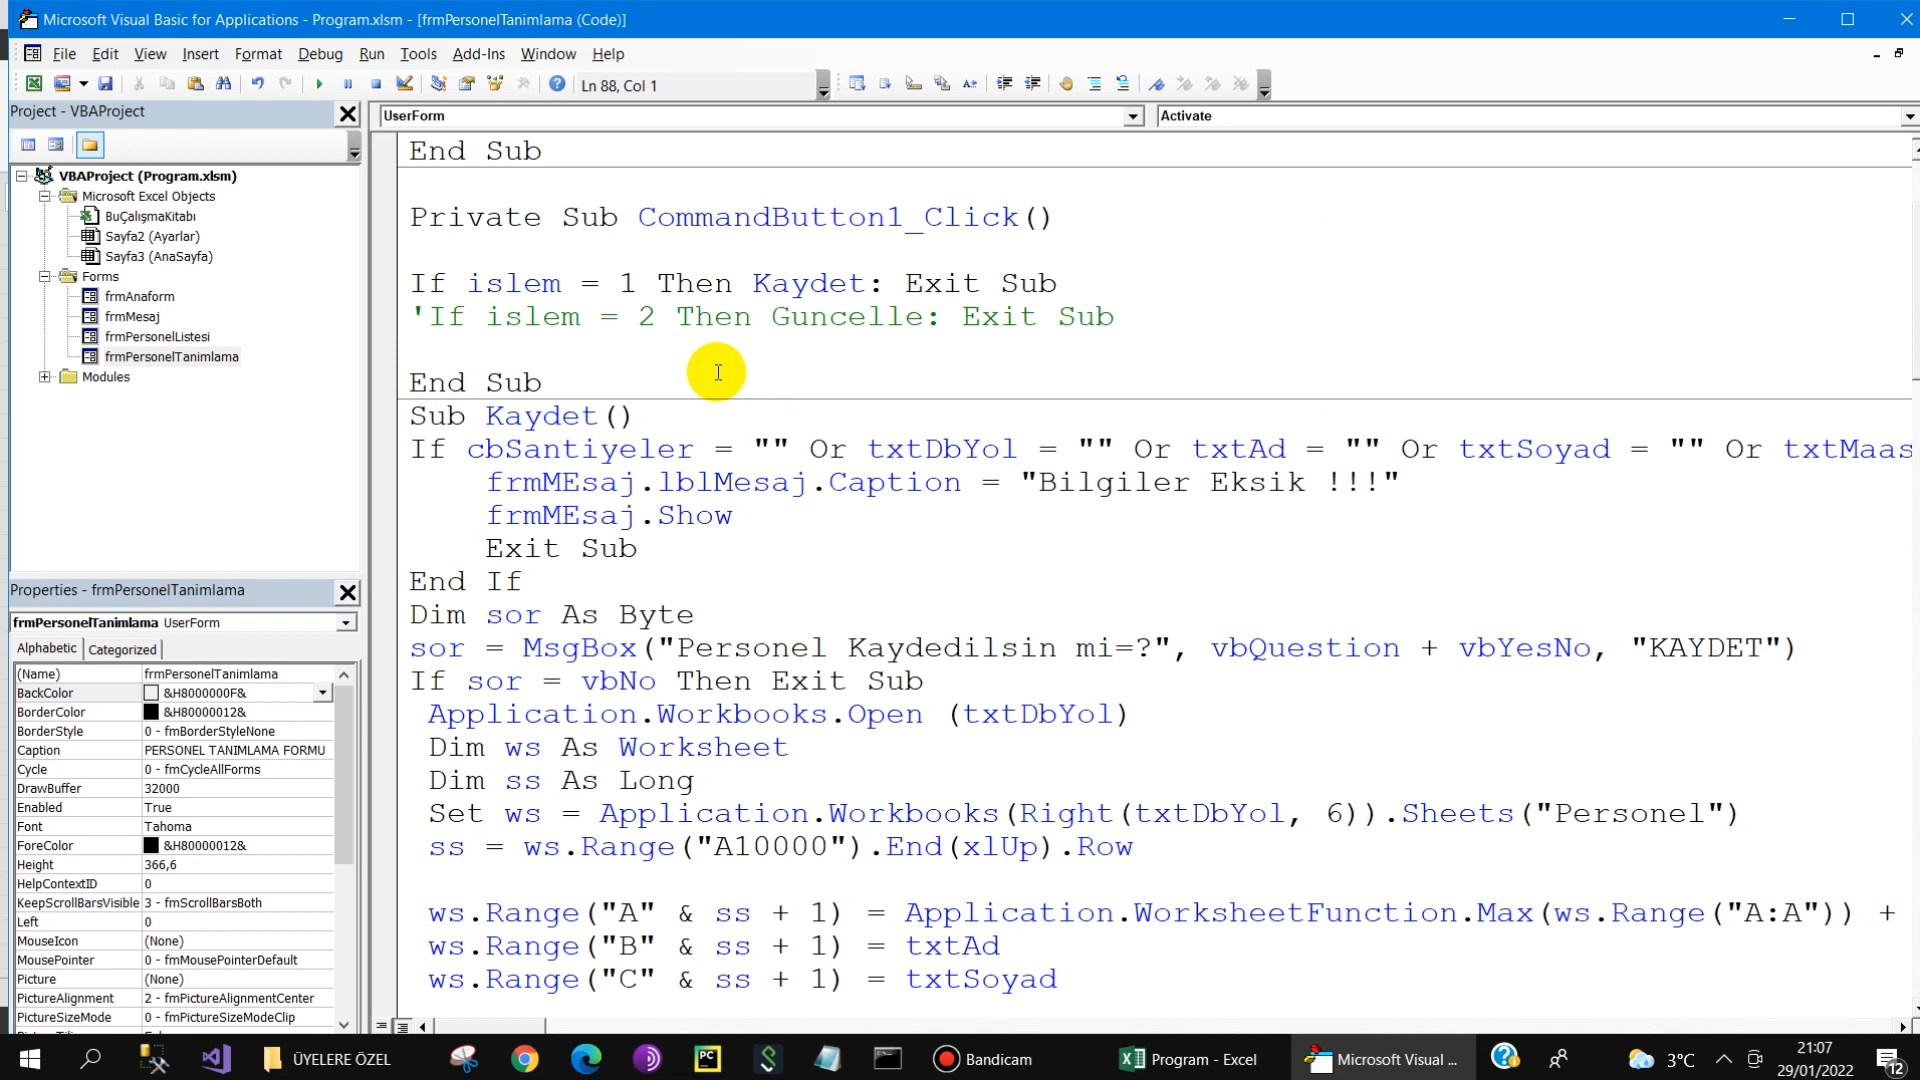 Microsoft Visual Basic for Applications - Program.xlsm - [frmPersonelTanimlama (Code)]
File Edit View Insert Format Debug Run Tools Add-Ins Window Help
Ln 88, Col 1
Project - VBAProject
UserForm
Activate
VBAProject (Program.xlsm)
Microsoft Excel Objects
BuÇalışmaKitabı
Sayfa2 (Ayarlar)
Sayfa3 (AnaSayfa)
Forms
frmAnaform
frmMesaj
frmPersonelListesi
frmPersonelTanimlama
Modules
Properties - frmPersonelTanimlama
frmPersonelTanimlama UserForm
Alphabetic Categorized
(Name) frmPersonelTanimlama
BackColor &H8000000F&
BorderColor &H80000012&
BorderStyle 0 - fmBorderStyleNone
Caption PERSONEL TANIMLAMA FORMU
Cycle 0 - fmCycleAllForms
DrawBuffer 32000
Enabled True
Font Tahoma
ForeColor &H80000012&
Height 366,6
HelpContextID 0
KeepScrollBarsVisible 3 - fmScrollBarsBoth
Left 0
MouseIcon (None)
MousePointer 0 - fmMousePointerDefault
Picture (None)
PictureAlignment 2 - fmPictureAlignmentCenter
PictureSizeMode 0 - fmPictureSizeModeClip
End Sub
Private Sub CommandButton1_Click()
If islem = 1 Then Kaydet: Exit Sub
'If islem = 2 Then Guncelle: Exit Sub
End Sub
Sub Kaydet()
If cbSantiyeler = "" Or txtDbYol = "" Or txtAd = "" Or txtSoyad = "" Or txtMaas
frmMEsaj.lblMesaj.Caption = "Bilgiler Eksik !!!"
frmMEsaj.Show
Exit Sub
End If
Dim sor As Byte
sor = MsgBox("Personel Kaydedilsin mi=?", vbQuestion + vbYesNo, "KAYDET")
If sor = vbNo Then Exit Sub
Application.Workbooks.Open (txtDbYol)
Dim ws As Worksheet
Dim ss As Long
Set ws = Application.Workbooks(Right(txtDbYol, 6)).Sheets("Personel")
ss = ws.Range("A10000").End(xlUp).Row
ws.Range("A" & ss + 1) = Application.WorksheetFunction.Max(ws.Range("A:A")) +
ws.Range("B" & ss + 1) = txtAd
ws.Range("C" & ss + 1) = txtSoyad
ÜYELERE ÖZEL
PC
Bandicam
Program - Excel
Microsoft Visual ...
3°C
21:07
29/01/2022
12